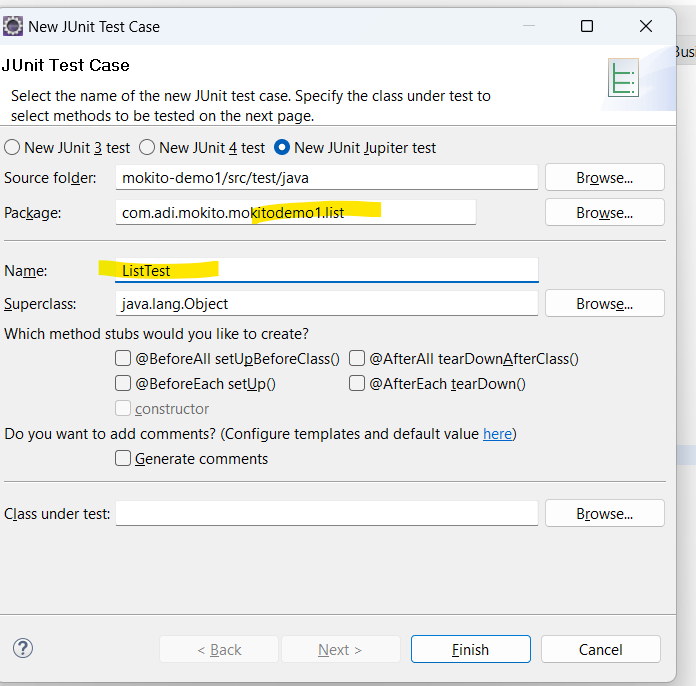 New JUnit Test Case
JUnit Test Case
Select the name of the new JUnit test case. Specify the class under test to
select methods to be tested on the next page.
New JUnit 3 test New JUnit 4 test New JUnit Jupiter test
Source folder: mokito-demo1/src/test/java Browse...
Package: com.adi.mokito.mokitodemo1.list Browse...
Name: ListTest
Superclass: java.lang.Object Browse...
Which method stubs would you like to create?
@BeforeAll setUpBeforeClass() @AfterAll tearDownAfterClass()
@BeforeEach setUp() @AfterEach tearDown()
constructor
Do you want to add comments? (Configure templates and default value here)
Generate comments
Class under test: Browse...
? < Back Next > Finish Cancel